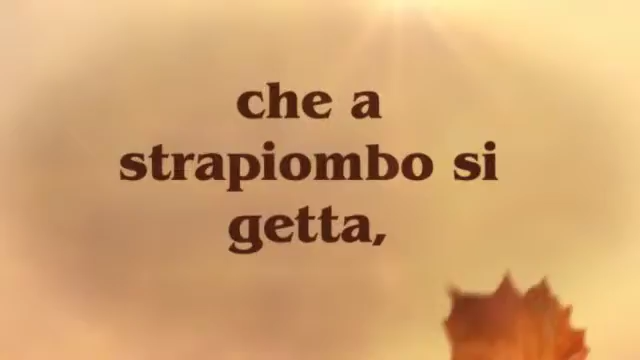 che a
strapiombo si
getta,